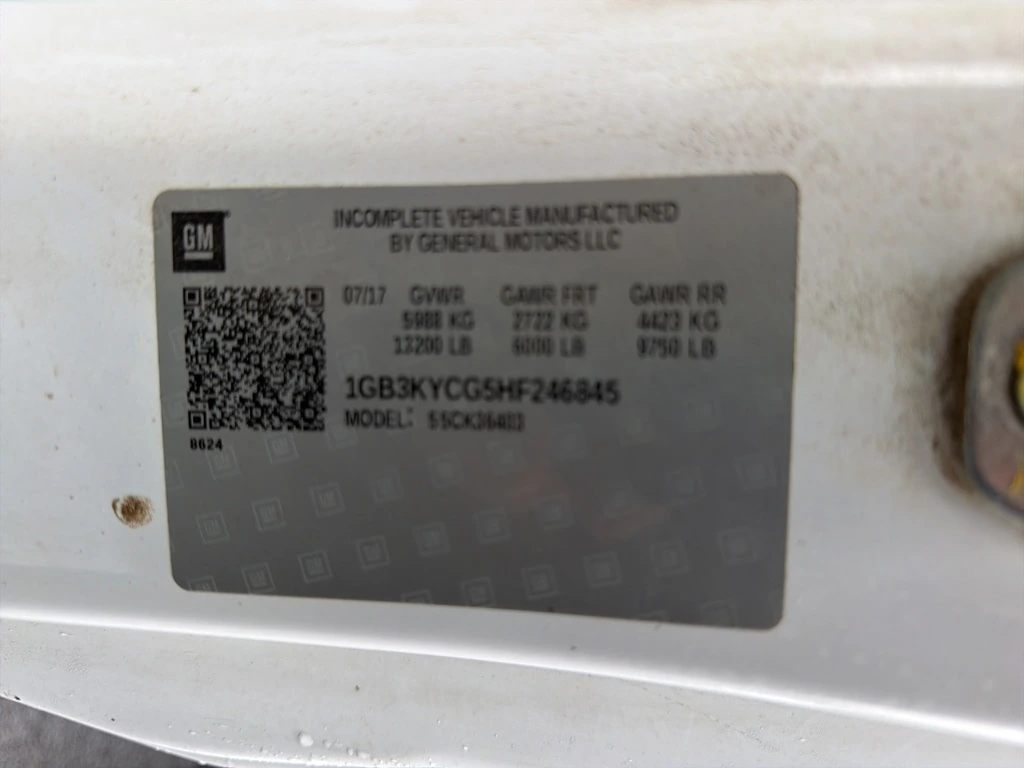 GM
INCOMPLETE VEHICLE MANUFACTURED
BY GENERAL MOTORS LLC
07/17 GVWR GAWR FRT GAWR RR
5988 KG 2722 KG 4423 KG
13200 LB 6000 LB 9750 LB
1GB3KYCG5HF246845
MODEL:
8624